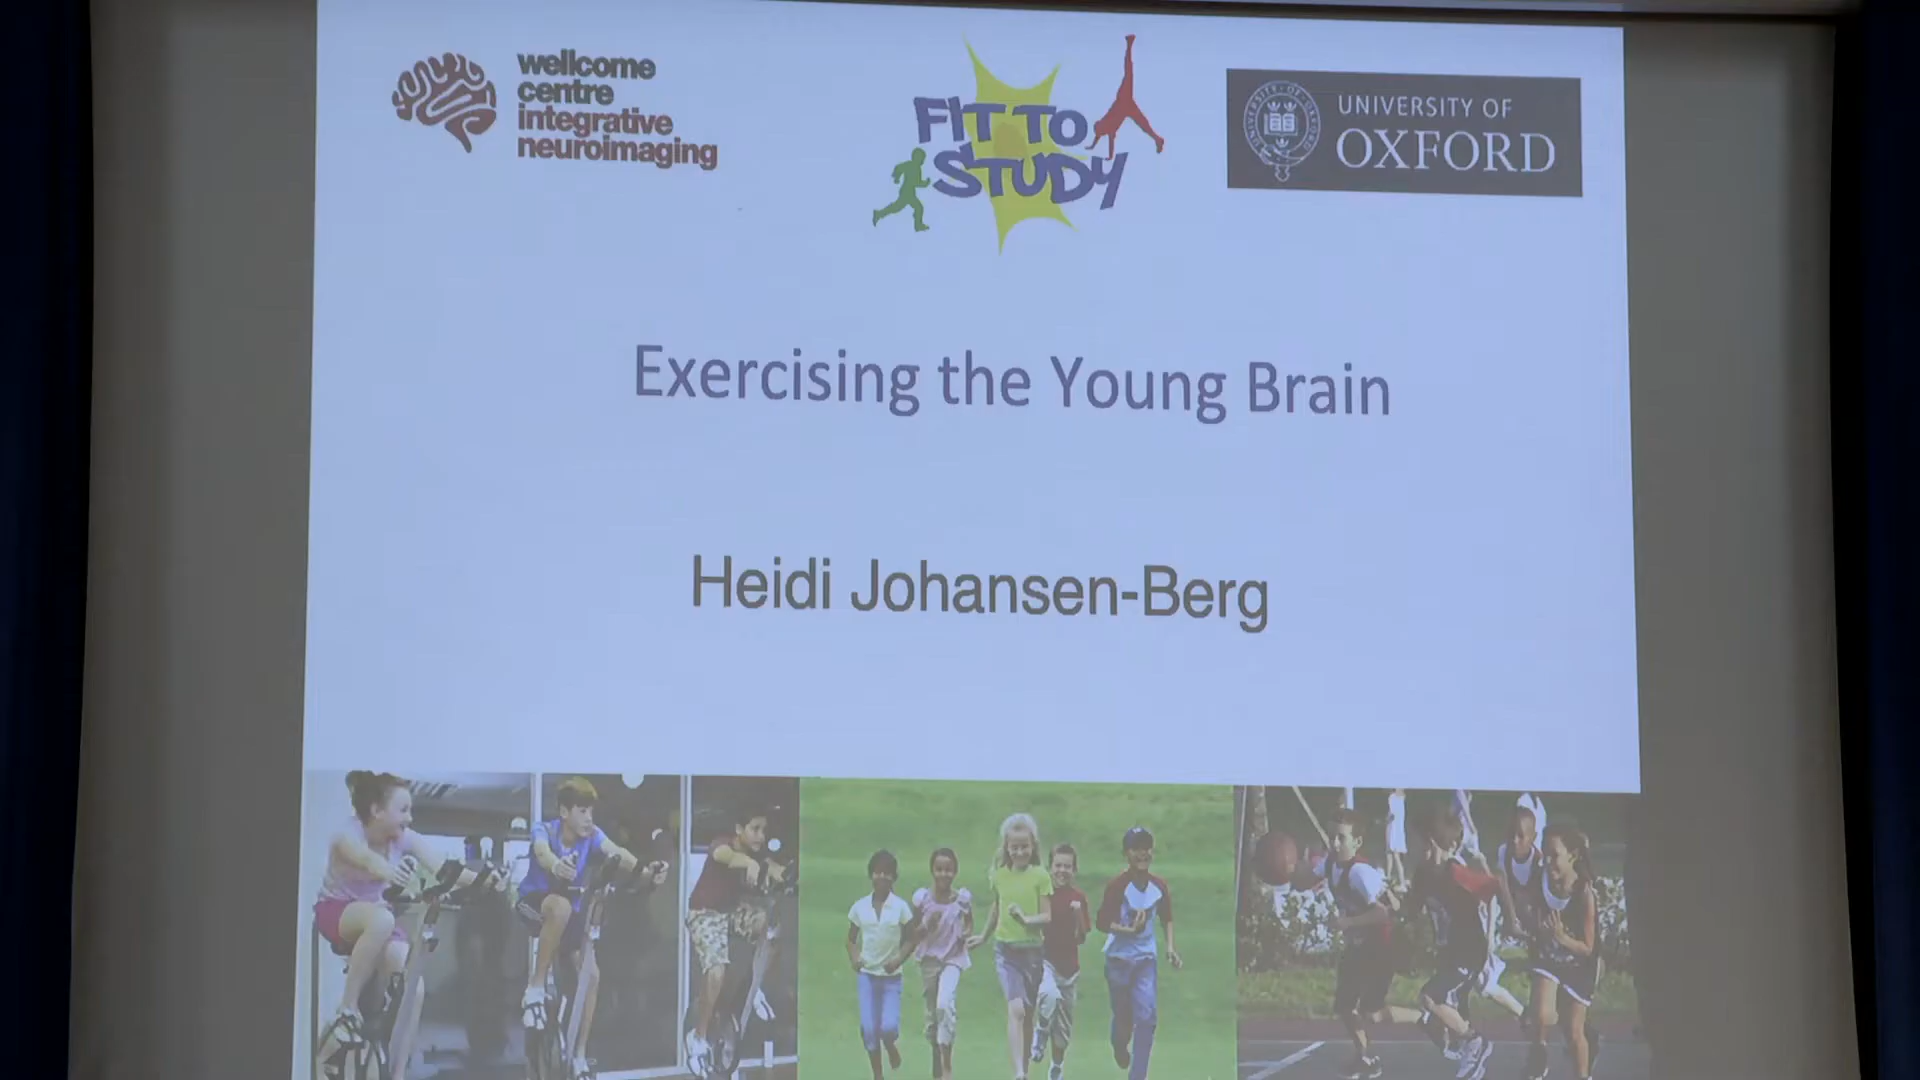 wellcome
centre
integrative
neuroimaging
FIT TO
STUDY
UNIVERSITY OF
OXFORD
Exercising the Young Brain
Heidi Johansen-Berg